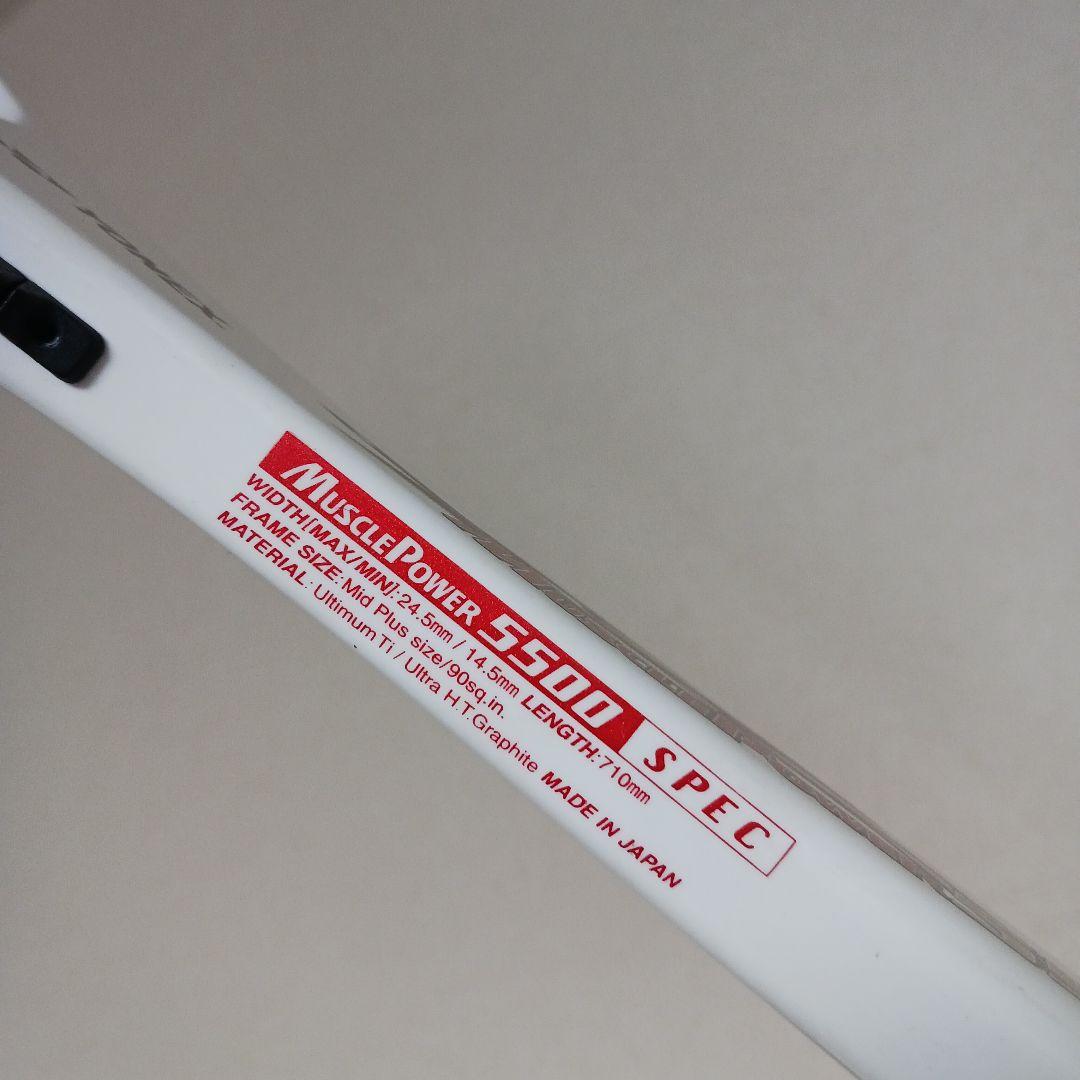 MUSCLEPOWER 5500 SPEC
WIDTH[MAX/MIN]:24.5mm / 14.5mm LENGTH:710mm
FRAME SIZE:Mid Plus size/90sq.in.
MATERIAL:Ultimum Ti / Ultra H.T.Graphite MADE IN JAPAN